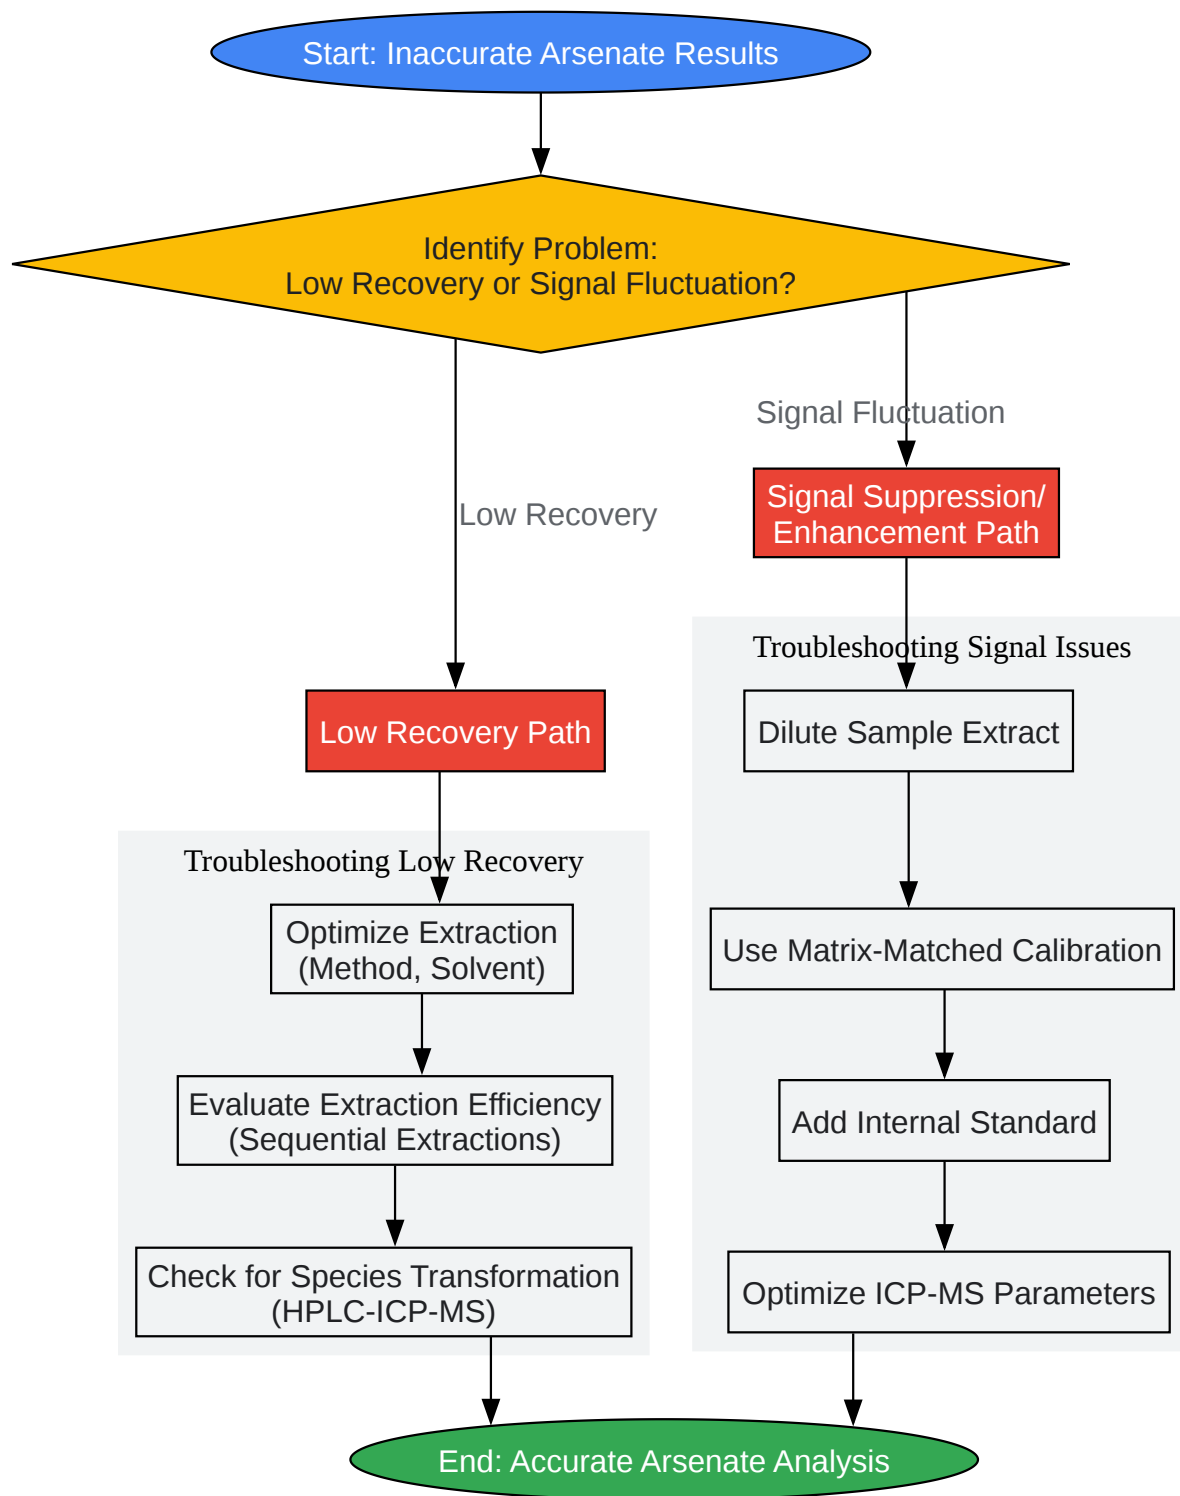 Start: Inaccurate Arsenate Results
Identify Problem:
Low Recovery or Signal Fluctuation?
Signal Fluctuation
Signal Suppression/
Enhancement Path
Low Recovery
Low Recovery Path
Troubleshooting Low Recovery
Optimize Extraction
(Method, Solvent)
Evaluate Extraction Efficiency
(Sequential Extractions)
Check for Species Transformation
(HPLC-ICP-MS)
Troubleshooting Signal Issues
Dilute Sample Extract
Use Matrix-Matched Calibration
Add Internal Standard
Optimize ICP-MS Parameters
End: Accurate Arsenate Analysis